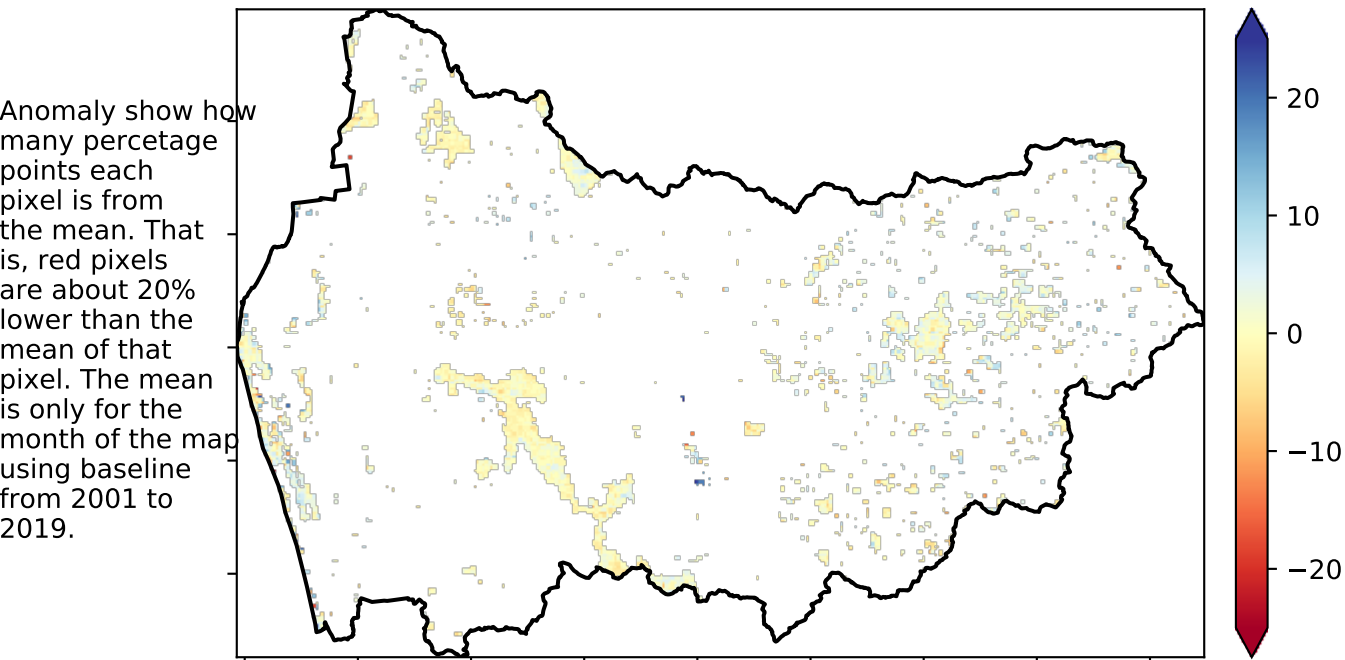 Anomaly show how
many percetage
points each
pixel is from
the mean. That
is, red pixels
are about 20%
lower than the
mean of that
pixel. The mean
is only for the
month of the map
using baseline
from 2001 to
2019.
20
10
0
−10
−20